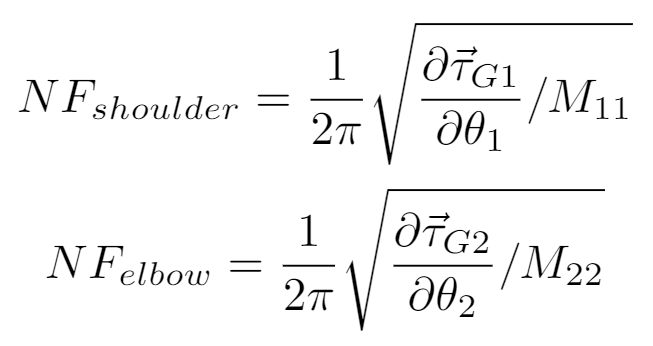 NF_{shoulder} = \frac{1}{2\pi} \sqrt{\frac{\partial \vec{\tau}_{G1}}{\partial \theta_1} / M_{11}}
NF_{elbow} = \frac{1}{2\pi} \sqrt{\frac{\partial \vec{\tau}_{G2}}{\partial \theta_2} / M_{22}}